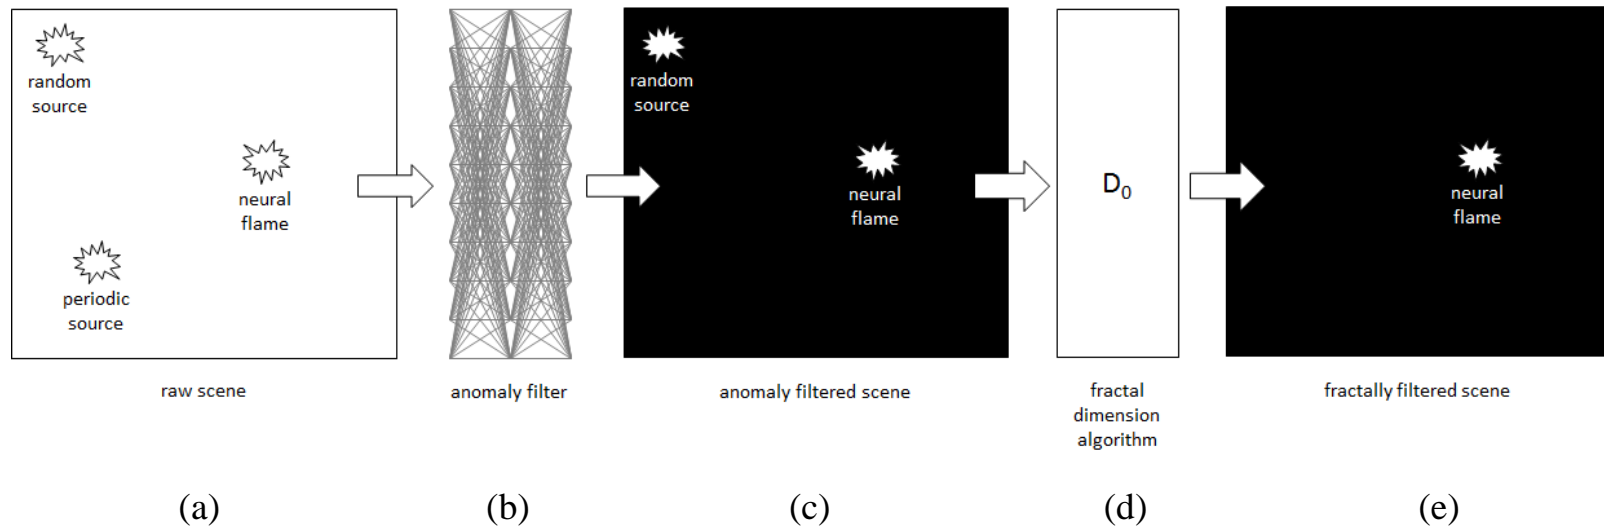 random
source
neural
flame
periodic
source
raw scene
anomaly filter
random
source
neural
flame
anomaly filtered scene
D₀
fractal
dimension
algorithm
neural
flame
fractally filtered scene
(a)
(b)
(c)
(d)
(e)